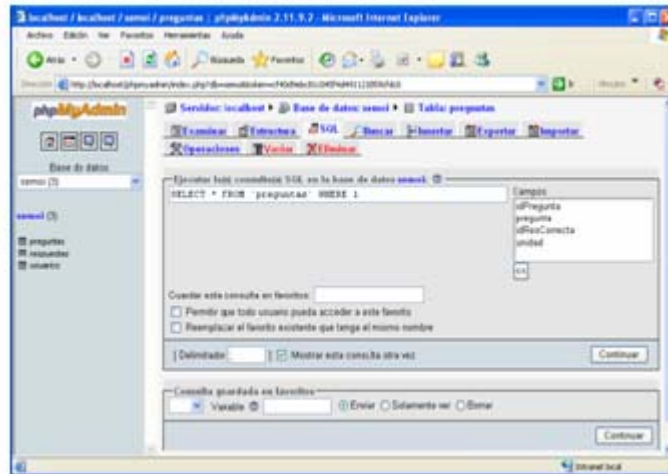 localhost / localhost / semoi / preguntas | phpMyAdmin 2.11.9.2 - Microsoft Internet Explorer
Archivo Edición Ver Favoritos Herramientas Ayuda
Atrás Búsqueda Favoritos
Dirección Ir
phpMyAdmin
Servidor: localhost Base de datos: semoi Tabla: preguntas
Examinar Estructura SQL Buscar Insertar Exportar Importar
Operaciones Vaciar Eliminar
Base de datos
semoi (3)
semoi (3)
preguntas
respuestas
usuarios
Ejecutar la(s) consulta(s) SQL en la base de datos semoi:
SELECT * FROM `preguntas` WHERE 1
Campos
idPregunta
pregunta
idResCorrecta
unidad
<<
Guardar esta consulta en favoritos:
Permitir que todo usuario pueda acceder a este favorito
Reemplazar el favorito existente que tenga el mismo nombre
[ Delimitador ] Mostrar esta consulta otra vez
Continuar
Consulta guardada en favoritos
Variable Enviar Solamente ver Borrar
Continuar
Intranet local